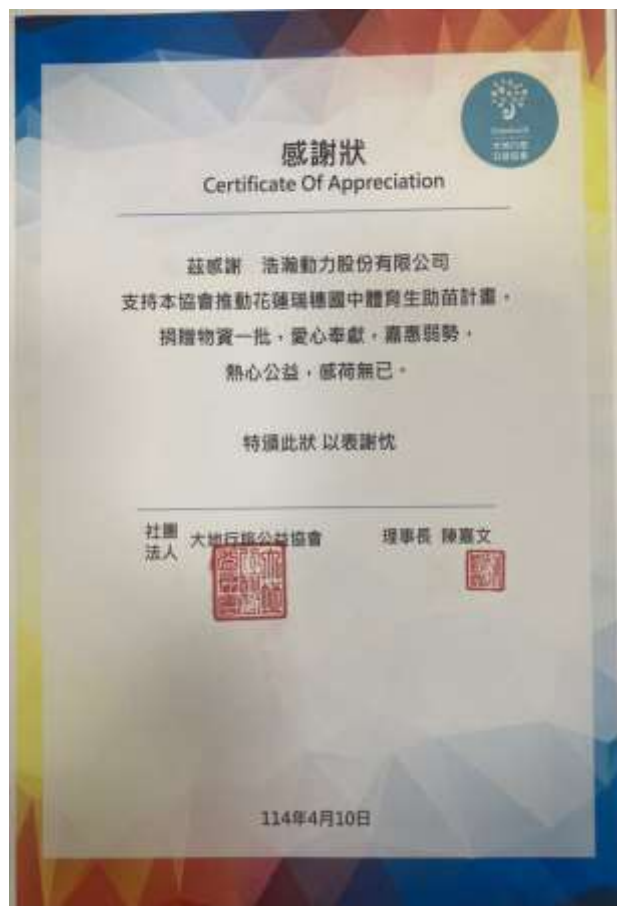 感謝狀
Certificate Of Appreciation
茲感謝 浩瀚動力股份有限公司
支持本協會推動花蓮瑞穗國中體育生助苗計畫，
捐贈物資一批，愛心奉獻，嘉惠弱勢，
熱心公益，感荷無已。
特頒此狀 以表謝忱
社團法人 大地行旅公益協會 理事長 陳嘉文
114年4月10日